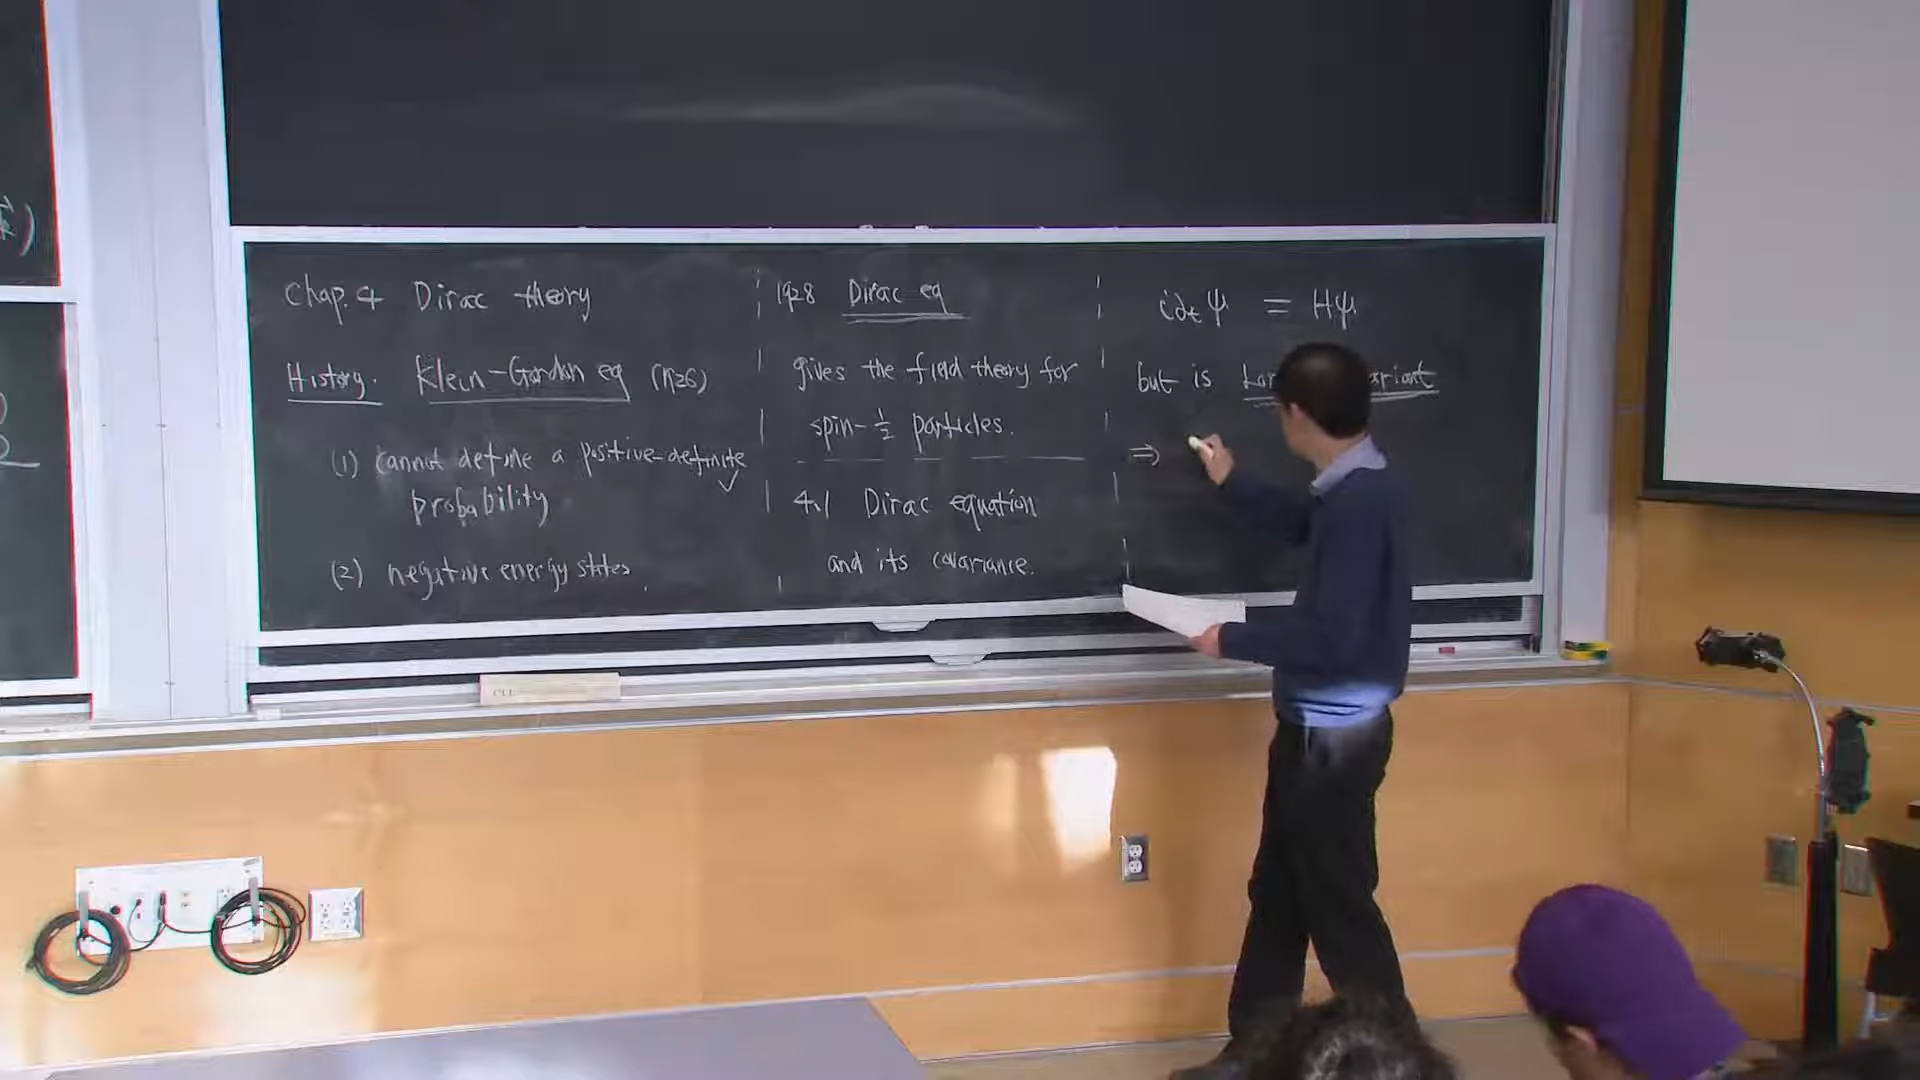 Chap. 4 Dirac theory
History. Klein-Gordon eq (1926)
(1) cannot define a positive-definite
probability
(2) negative energy states.
1928 Dirac eq
gives the field theory for
spin-½ particles.
4.1 Dirac equation
and its covariance.
i∂ₜψ = Hψ
but is
⇒